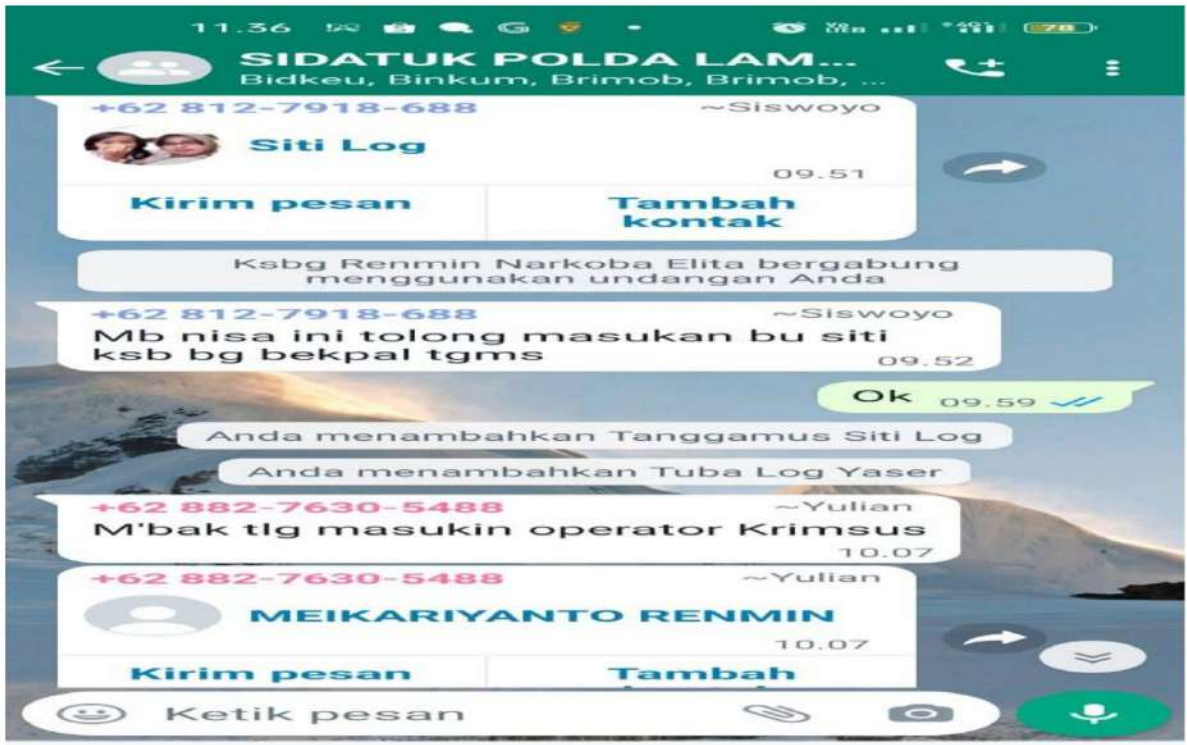 11.36
78
SIDATUK POLDA LAM...
Bidkeu, Binkum, Brimob, Brimob, ...
+62 812-7918-688 ~Siswoyo
Siti Log
09.51
Kirim pesan Tambah
kontak
Ksbg Renmin Narkoba Elita bergabung
menggunakan undangan Anda
+62 812-7918-688 ~Siswoyo
Mb nisa ini tolong masukan bu siti
ksb bg bekpal tgms
09.52
Ok 09.59
Anda menambahkan Tanggamus Siti Log
Anda menambahkan Tuba Log Yaser
+62 882-7630-5488 ~Yulian
M'bak tlg masukin operator Krimsus
10.07
+62 882-7630-5488 ~Yulian
MEIKARIYANTO RENMIN
10.07
Kirim pesan Tambah
Ketik pesan